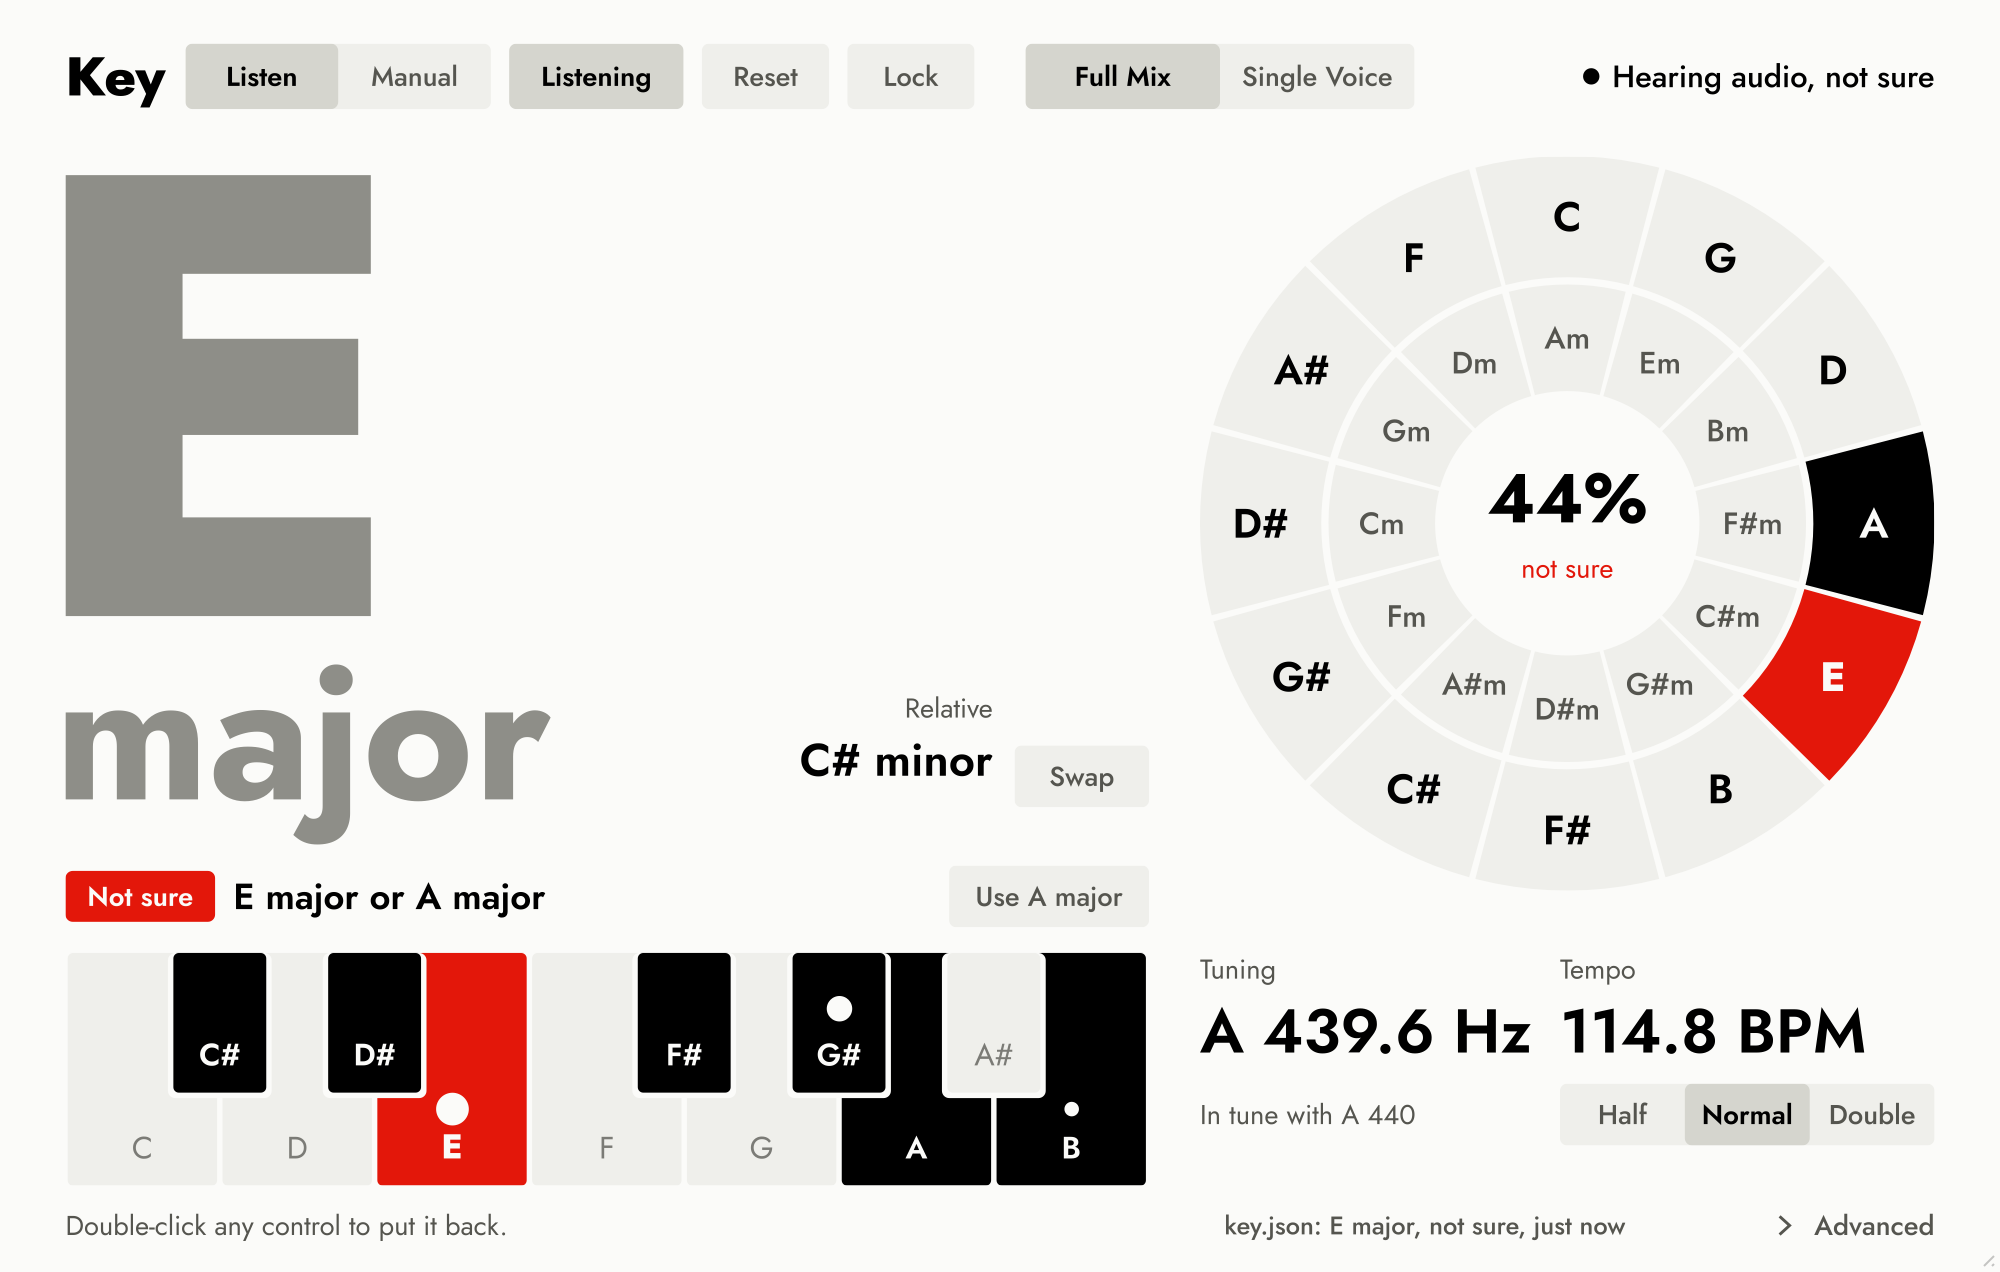 Key
Listen
Manual
Listening
Reset
Lock
Full Mix
Single Voice
Hearing audio, not sure
E
major
Relative
C# minor
Swap
Not sure
E major or A major
Use A major
C
G
D
A
E
B
F#
C#
G#
D#
A#
F
Am
Em
Bm
F#m
C#m
G#m
D#m
A#m
Fm
Cm
Gm
Dm
44%
not sure
C#
D#
F#
G#
A#
C
D
E
F
G
A
B
Tuning
A 439.6 Hz
In tune with A 440
Tempo
114.8 BPM
Half
Normal
Double
Double-click any control to put it back.
key.json: E major, not sure, just now
Advanced